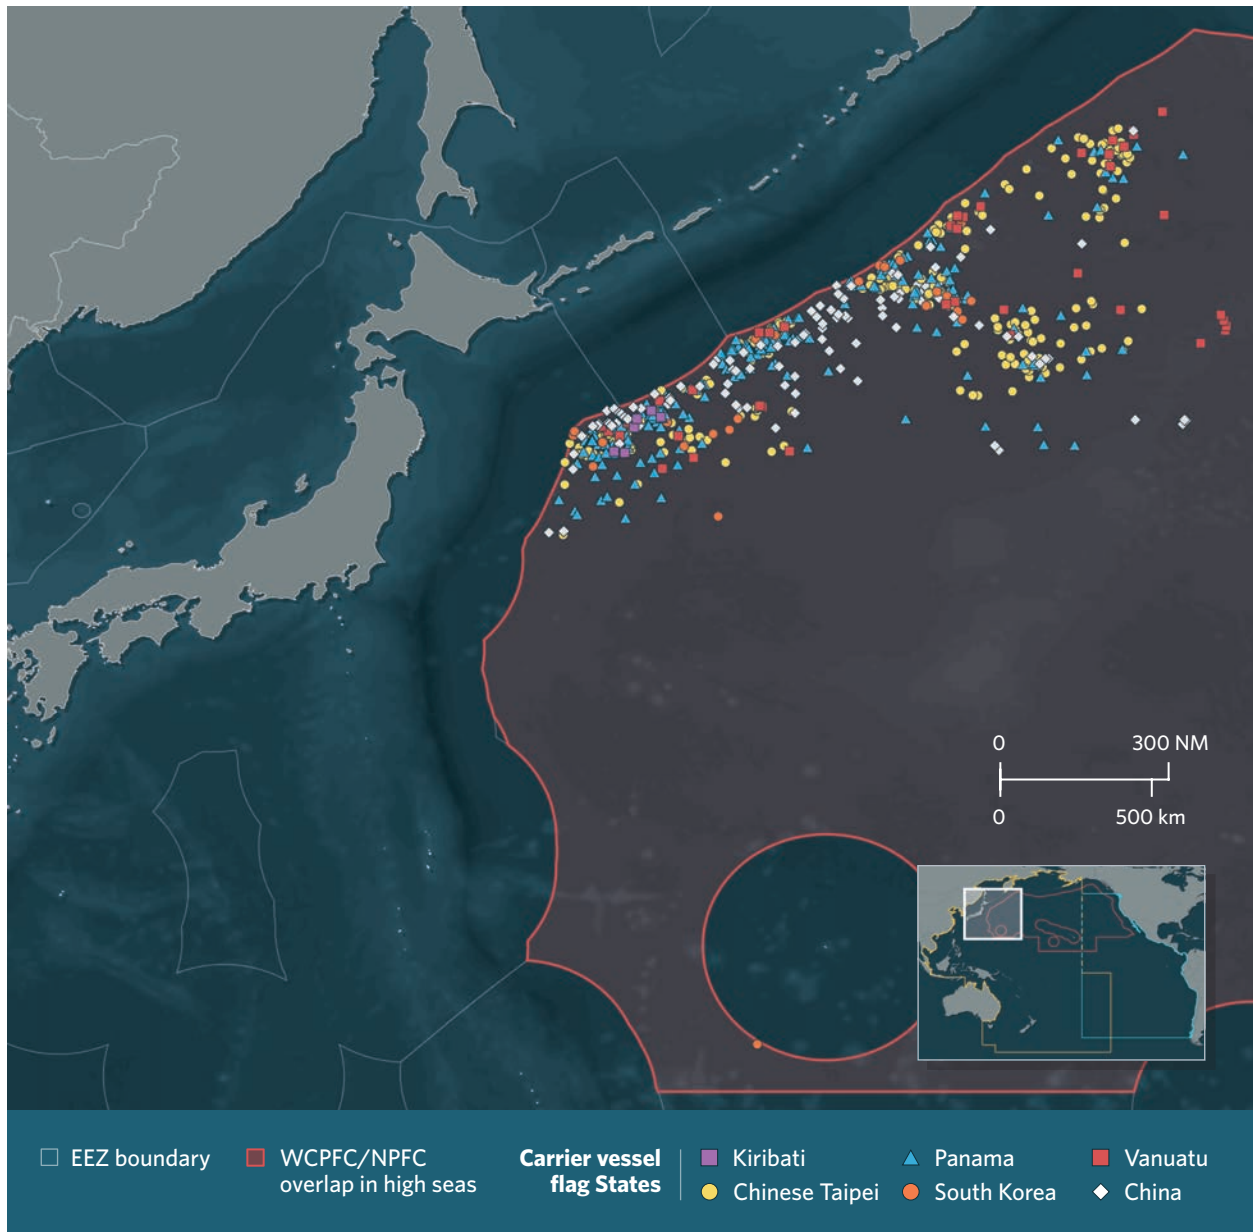 0 300 NM
0 500 km
EEZ boundary
WCPFC/NPFC
overlap in high seas
Carrier vessel
flag States
Kiribati
Panama
Vanuatu
Chinese Taipei
South Korea
China